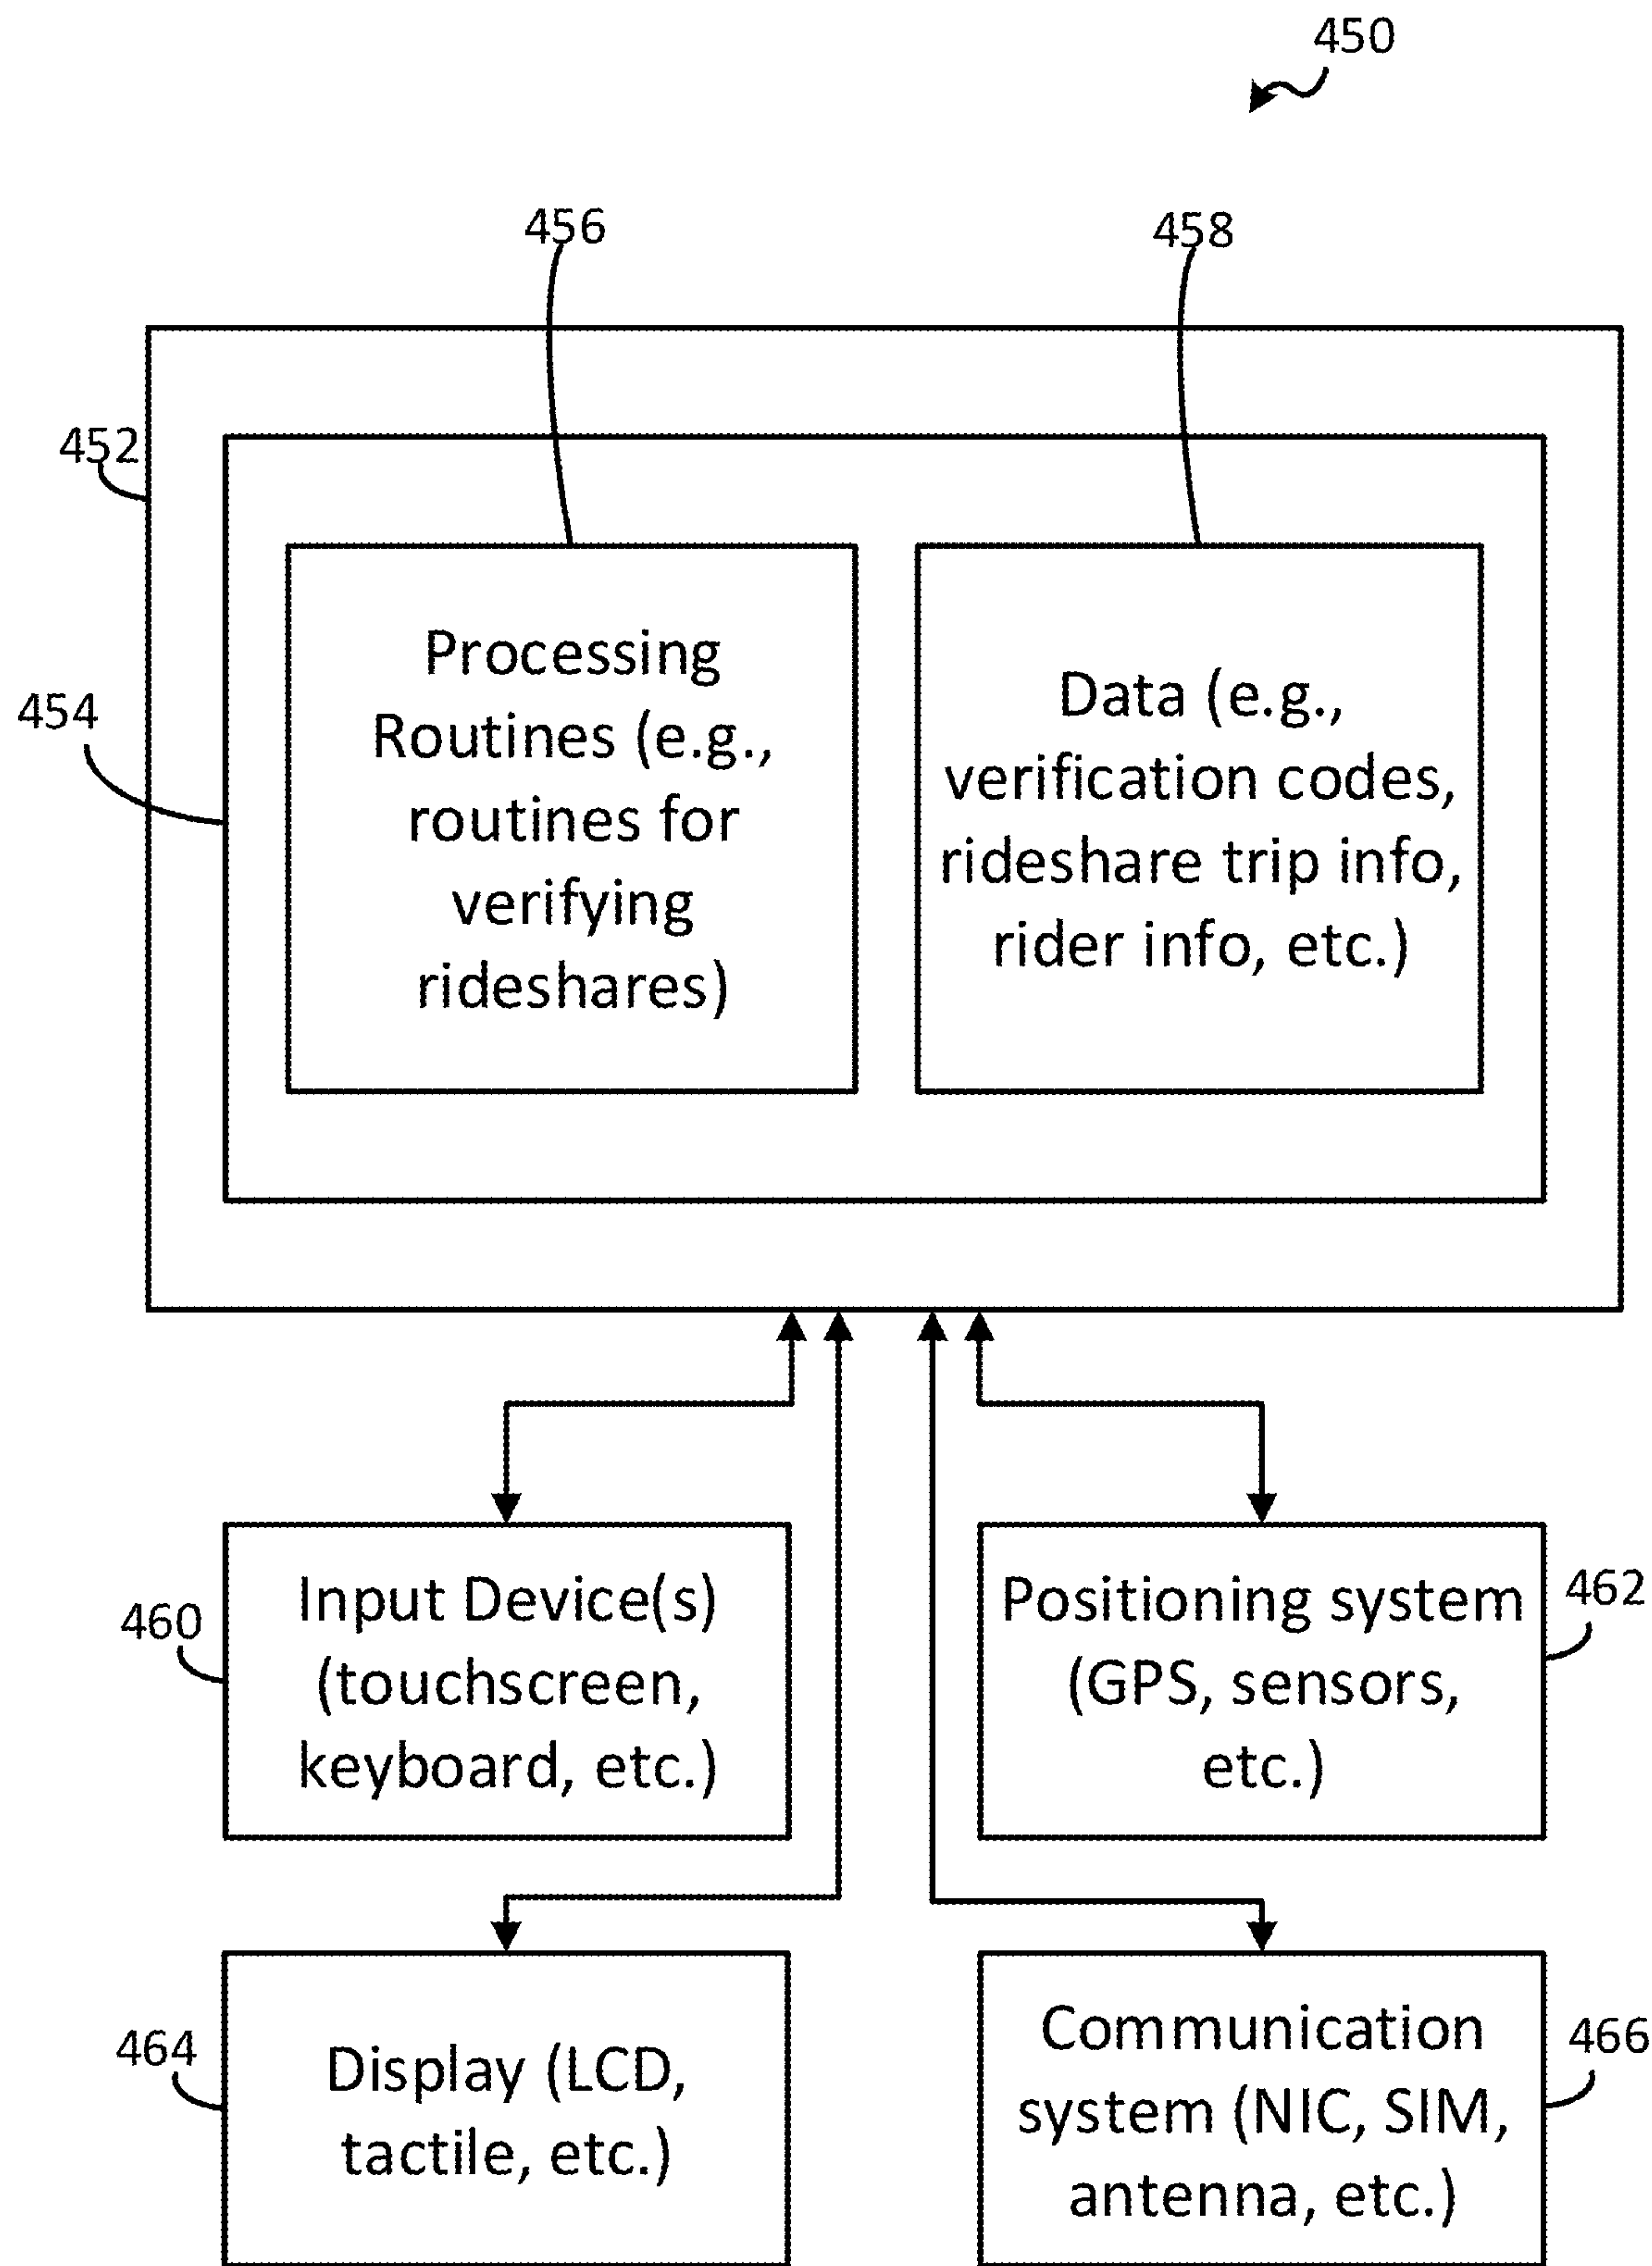 450
456
458
452
454
Processing
Routines (e.g.,
routines for
verifying
rideshares)
Data (e.g.,
verification codes,
rideshare trip info,
rider info, etc.)
460
Input Device(s)
(touchscreen,
keyboard, etc.)
Positioning system
(GPS, sensors,
etc.)
462
464
Display (LCD,
tactile, etc.)
Communication
system (NIC, SIM,
antenna, etc.)
466